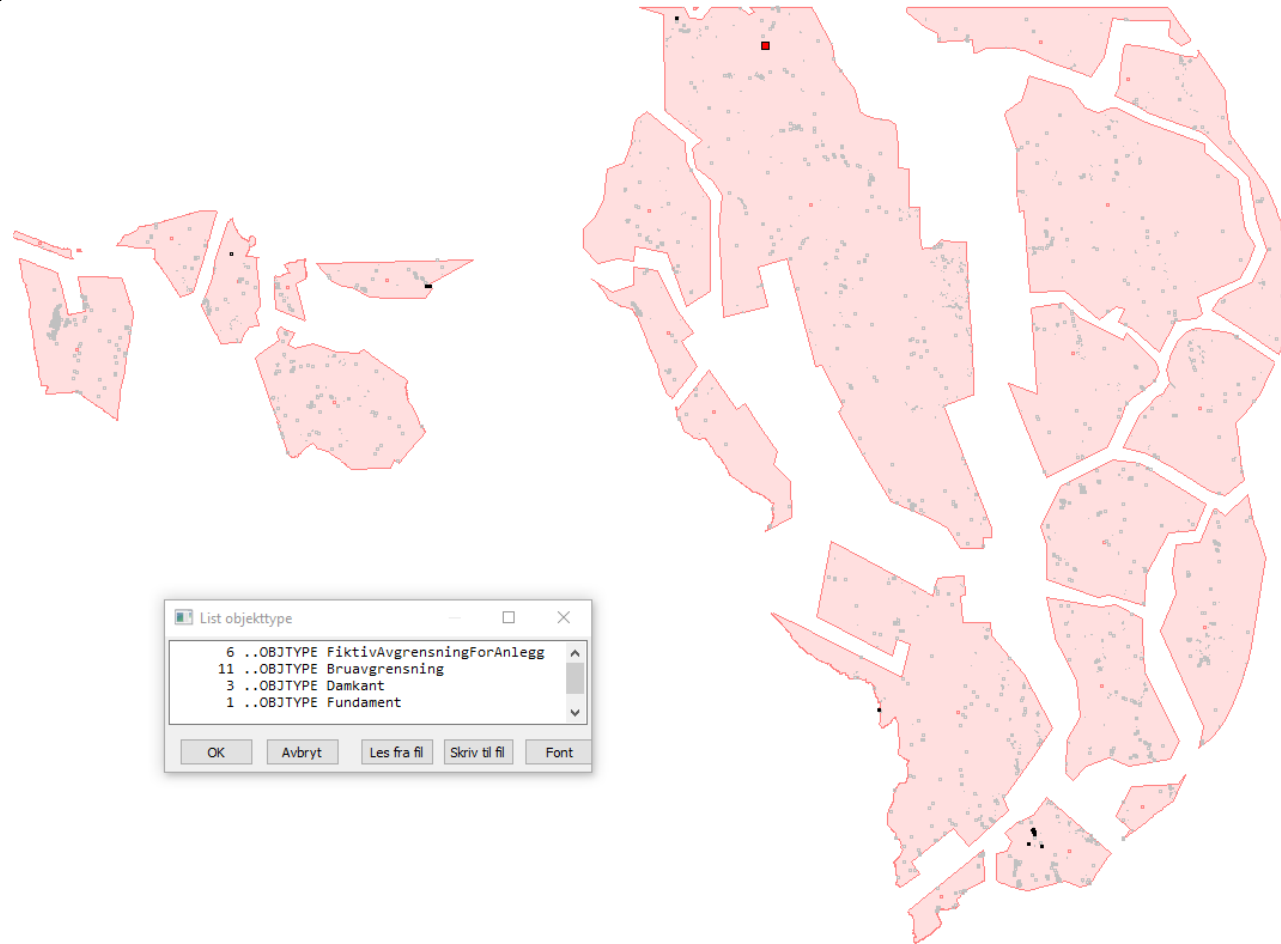 List objekttype
6 ..OBJTYPE FiktivAvgrensningForAnlegg
11 ..OBJTYPE Bruavgrensning
3 ..OBJTYPE Damkant
1 ..OBJTYPE Fundament
OK Avbryt Les fra fil Skriv til fil Font